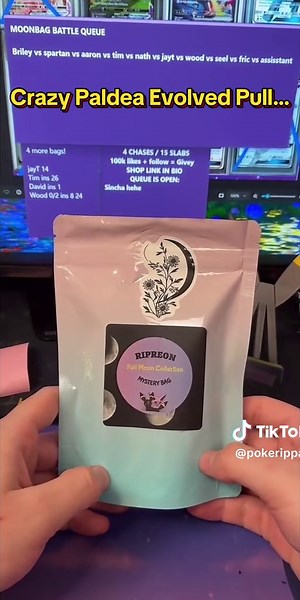 MOONBAG BATTLE QUEUE
Briley vs spartan vs aaron vs tim vs nath vs jayt vs wood vs seel vs fric vs assisstant
Crazy Paldea Evolved Pull...
4 more bags!
jayT 14
Tim ins 26
David ins 1
Wood 0/2 ins 8 24
4 CHASES / 15 SLABS
100k likes + follow = Givey
SHOP LINK IN BIO
QUEUE IS OPEN:
Sincha hehe
RIPREON
Full Moon Collection
MYSTERY BAG
TikTo
@pokerippa